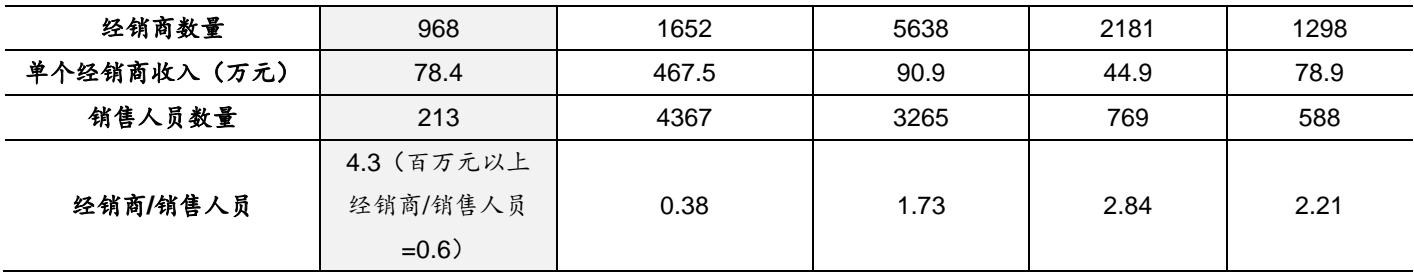 经销商数量 968 1652 5638 2181 1298
单个经销商收入（万元） 78.4 467.5 90.9 44.9 78.9
销售人员数量 213 4367 3265 769 588
经销商/销售人员 4.3（百万元以上 0.38 1.73 2.84 2.21
经销商/销售人员
=0.6）